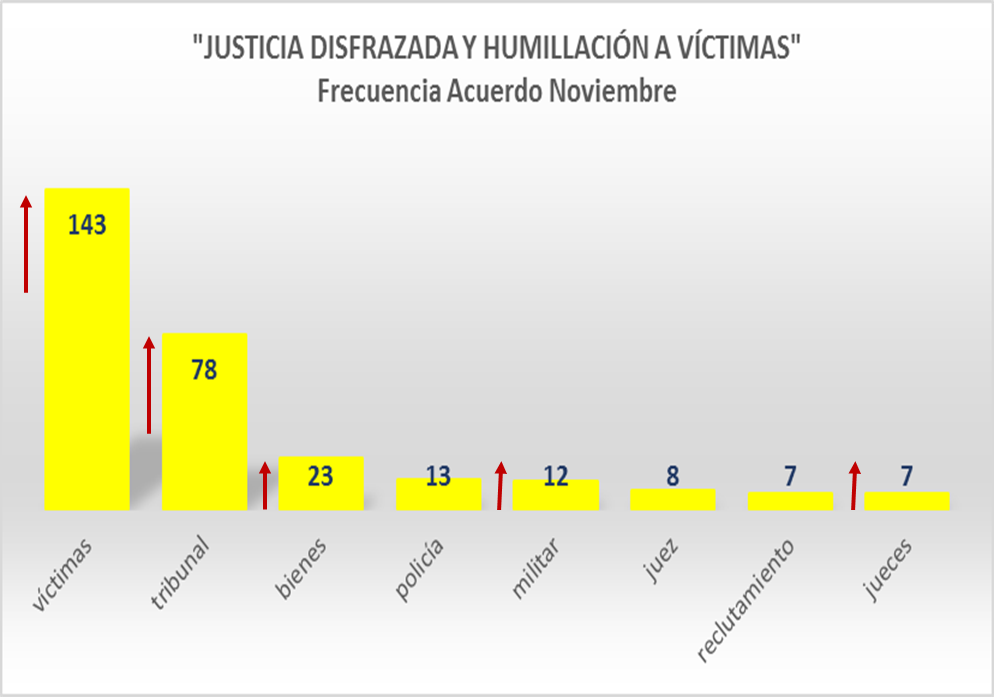 "JUSTICIA DISFRAZADA Y HUMILLACIÓN A VÍCTIMAS"
Frecuencia Acuerdo Noviembre
143
78
23
13
12
8
7
7
víctimas
tribunal
bienes
policía
militar
juez
reclutamiento
jueces